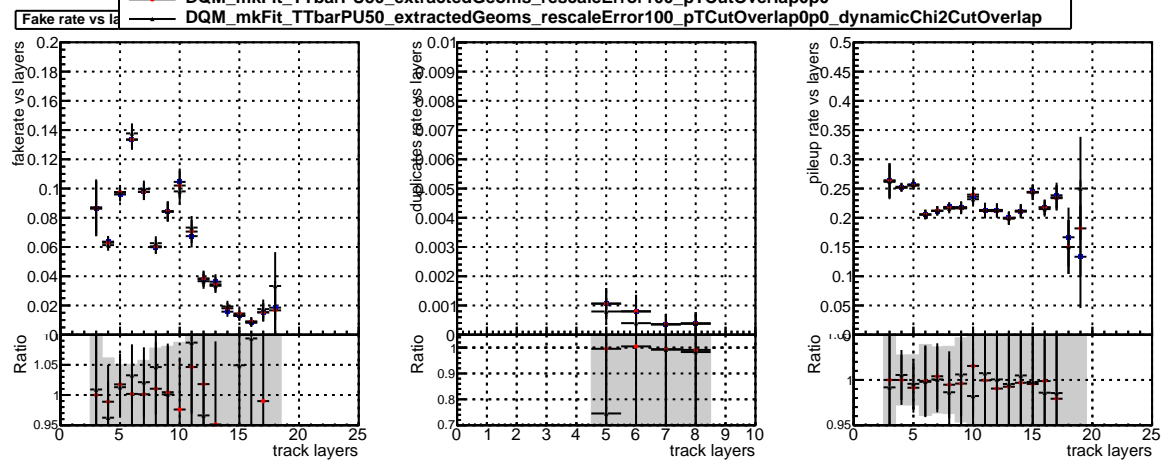 DQM_mkFit_TTbarPU50_extractedGeoms_rescaleError100_pTCutOverlap0p0
DQM_mkFit_TTbarPU50_extractedGeoms_rescaleError100_pTCutOverlap0p0_dynamicChi2CutOverlap
Fake rate vs la
fakerate vs layers
0.2
0.18
0.16
0.14
0.12
0.1
0.08
0.06
0.04
0.02
0
Ratio
1.05
1
0.95
0 5 10 15 20 25
track layers
duplicates rate vs layers
0.01
0.009
0.008
0.007
0.006
0.005
0.004
0.003
0.002
0.001
0
Ratio
1
0.9
0.8
0.7
0 1 2 3 4 5 6 7 8 9 10
track layers
pileup rate vs layers
0.5
0.45
0.4
0.35
0.3
0.25
0.2
0.15
0.1
0.05
0
Ratio
1
0.95
0 5 10 15 20 25
track layers